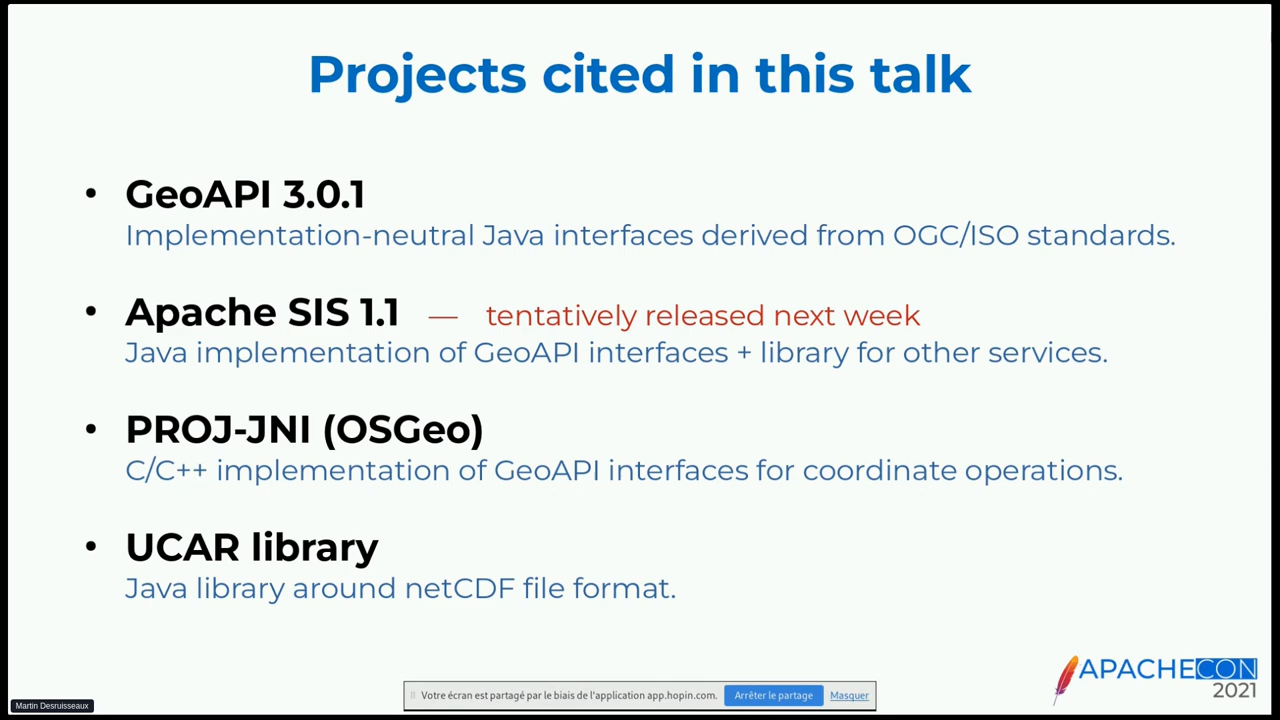 Projects cited in this talk
• GeoAPI 3.0.1
Implementation-neutral Java interfaces derived from OGC/ISO standards.
• Apache SIS 1.1 — tentatively released next week
Java implementation of GeoAPI interfaces + library for other services.
• PROJ-JNI (OSGeo)
C/C++ implementation of GeoAPI interfaces for coordinate operations.
• UCAR library
Java library around netCDF file format.
APACHECON
2021
Votre écran est partagé par le biais de l'application app.hopin.com. Arrêter le partage Masquer
Martin Desruisseaux